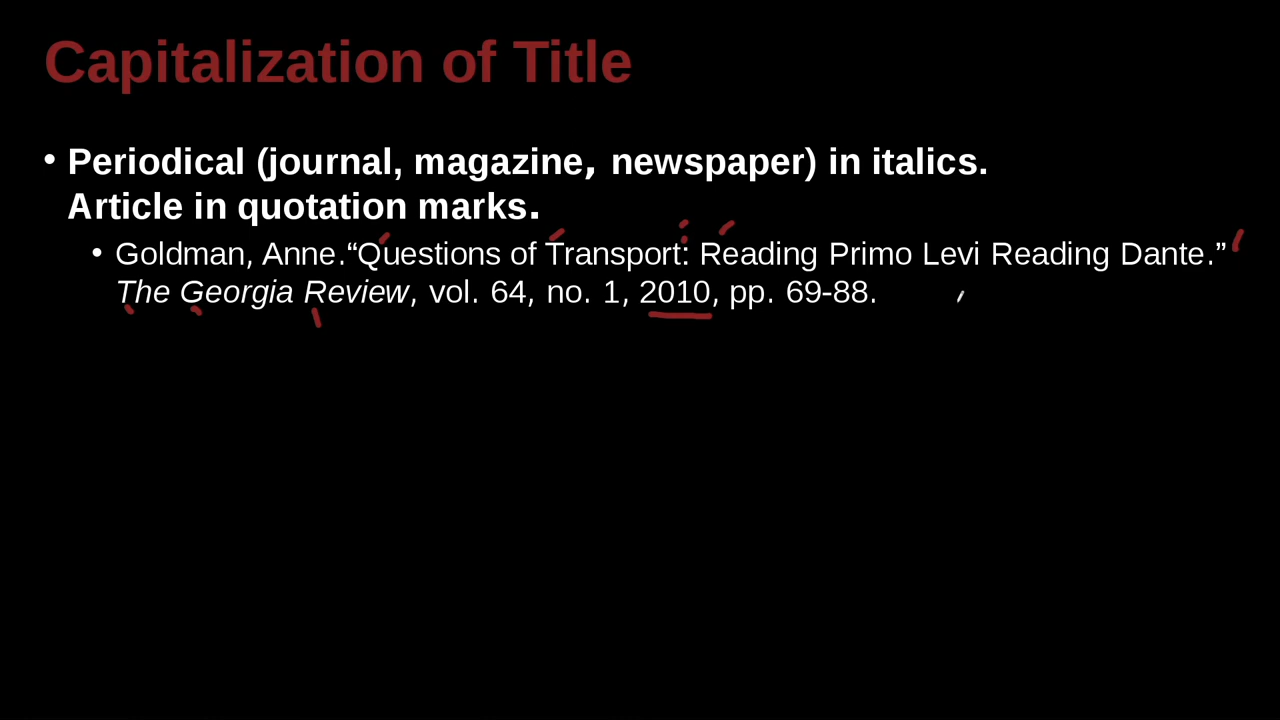 Capitalization of Title
• Periodical (journal, magazine, newspaper) in italics.
Article in quotation marks.
• Goldman, Anne.“Questions of Transport: Reading Primo Levi Reading Dante.”
The Georgia Review, vol. 64, no. 1, 2010, pp. 69-88.